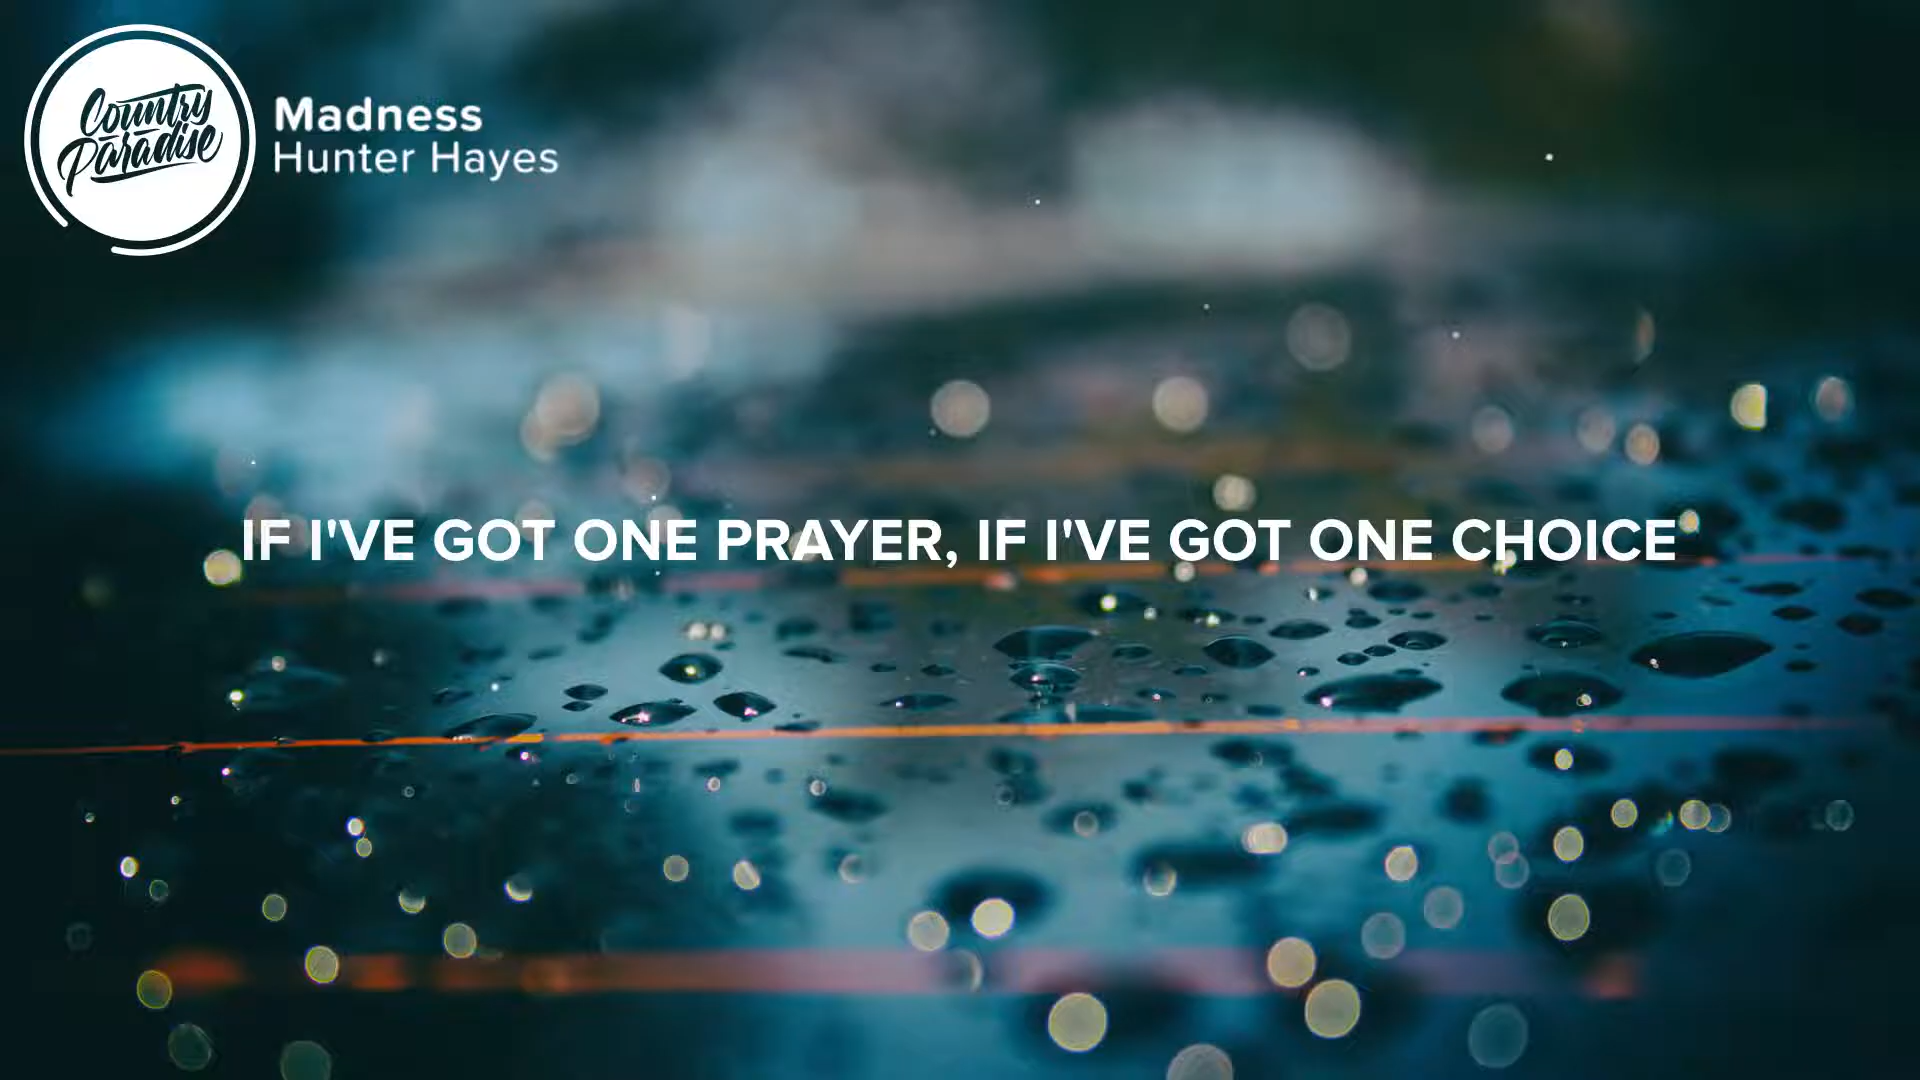 Country
Paradise
Madness
Hunter Hayes
IF I'VE GOT ONE PRAYER, IF I'VE GOT ONE CHOICE